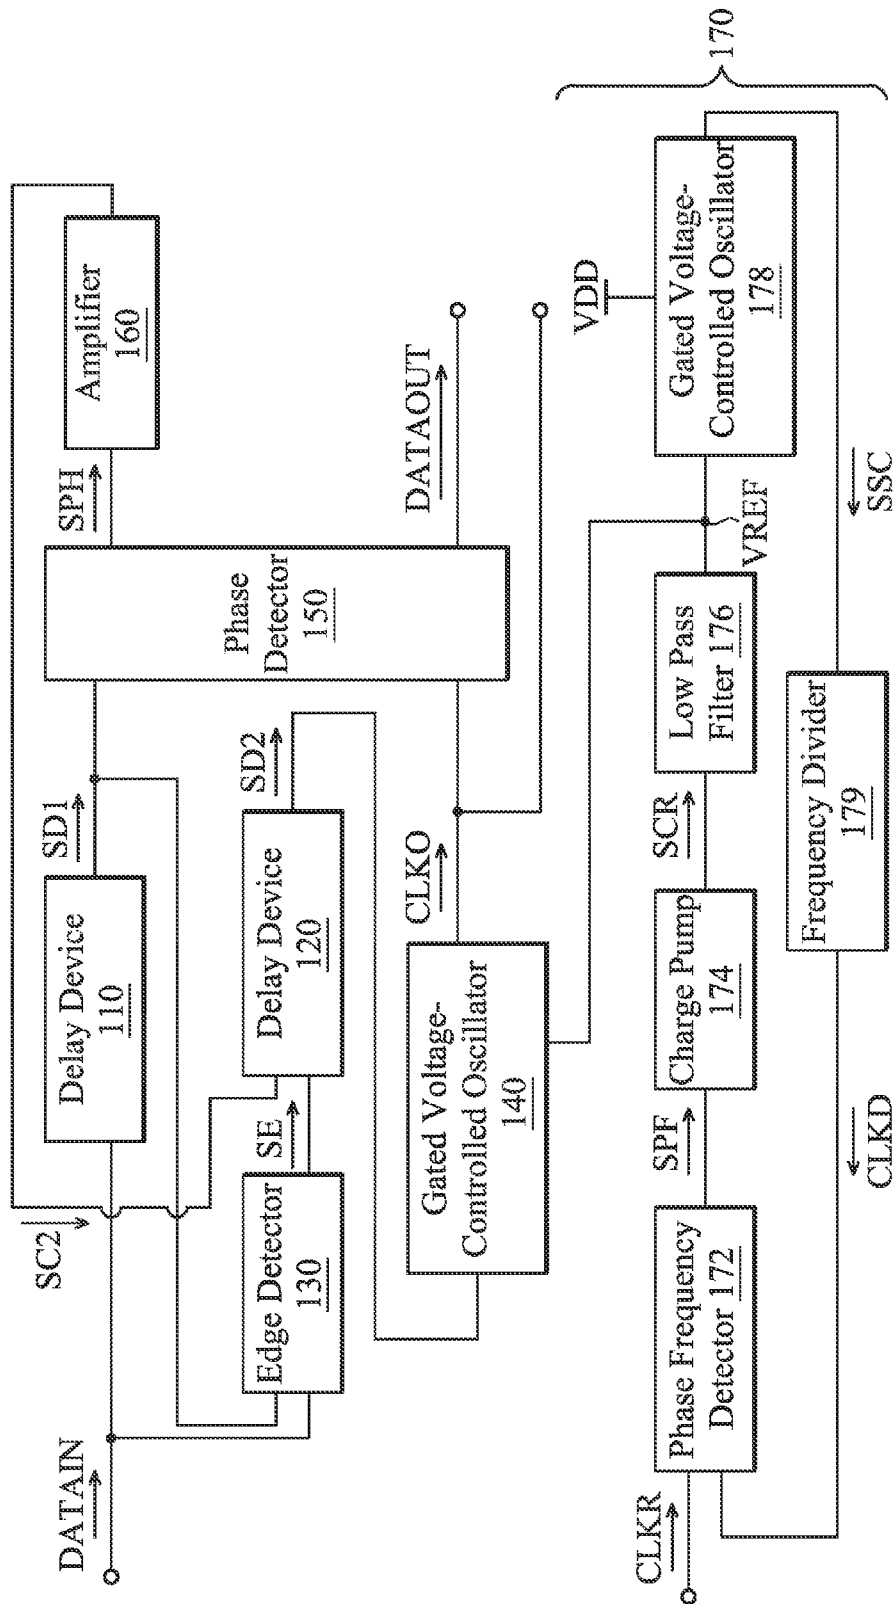 DATAIN
SC2
Delay Device
110
SD1
SPH
Amplifier
160
Edge Detector
130
SE
Delay Device
120
SD2
Phase
Detector
150
DATAOUT
Gated Voltage-
Controlled Oscillator
140
CLKO
CLKR
Phase Frequency
Detector 172
SPF
Charge Pump
174
SCR
Low Pass
Filter 176
VREF
VDD
Gated Voltage-
Controlled Oscillator
178
170
CLKD
Frequency Divider
179
SSC